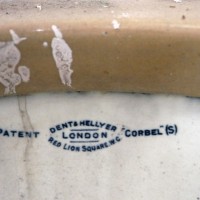 PATENT DENT & HELLYER "CORBEL" (S)
LONDON
RED LION SQUARE, W.C.